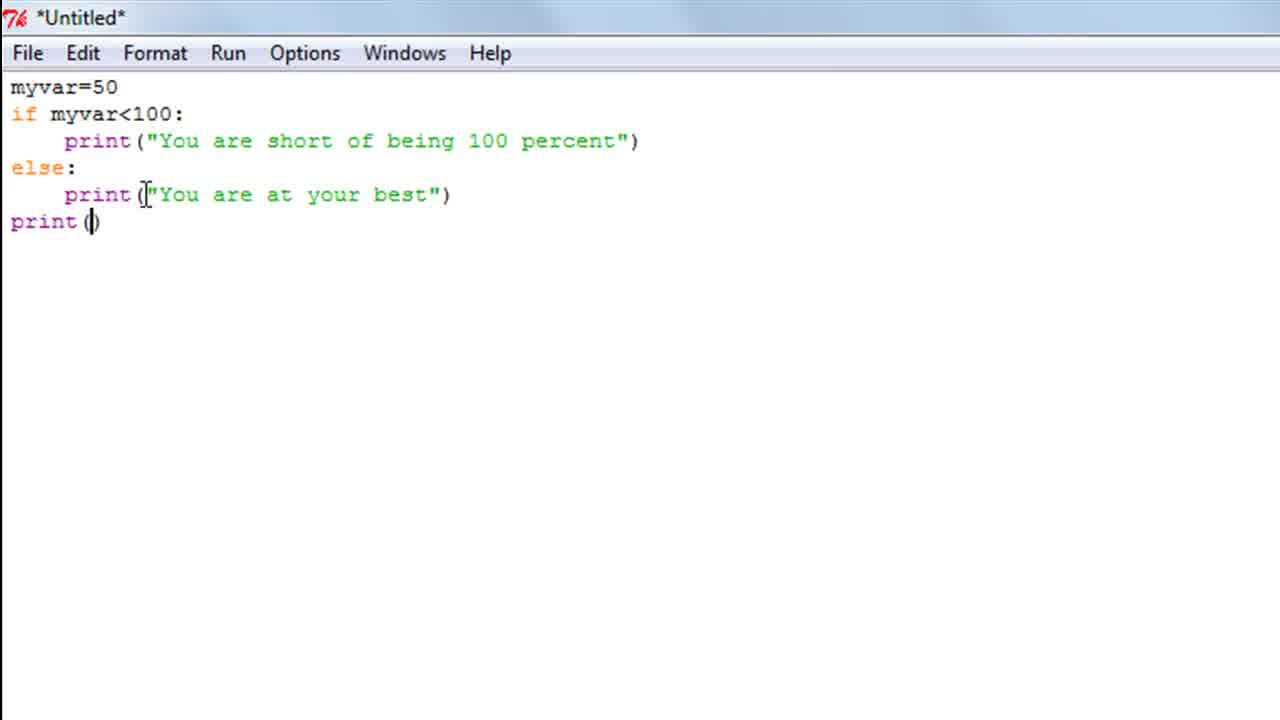 *Untitled*
File Edit Format Run Options Windows Help
myvar=50
if myvar<100:
    print("You are short of being 100 percent")
else:
    print("You are at your best")
print()